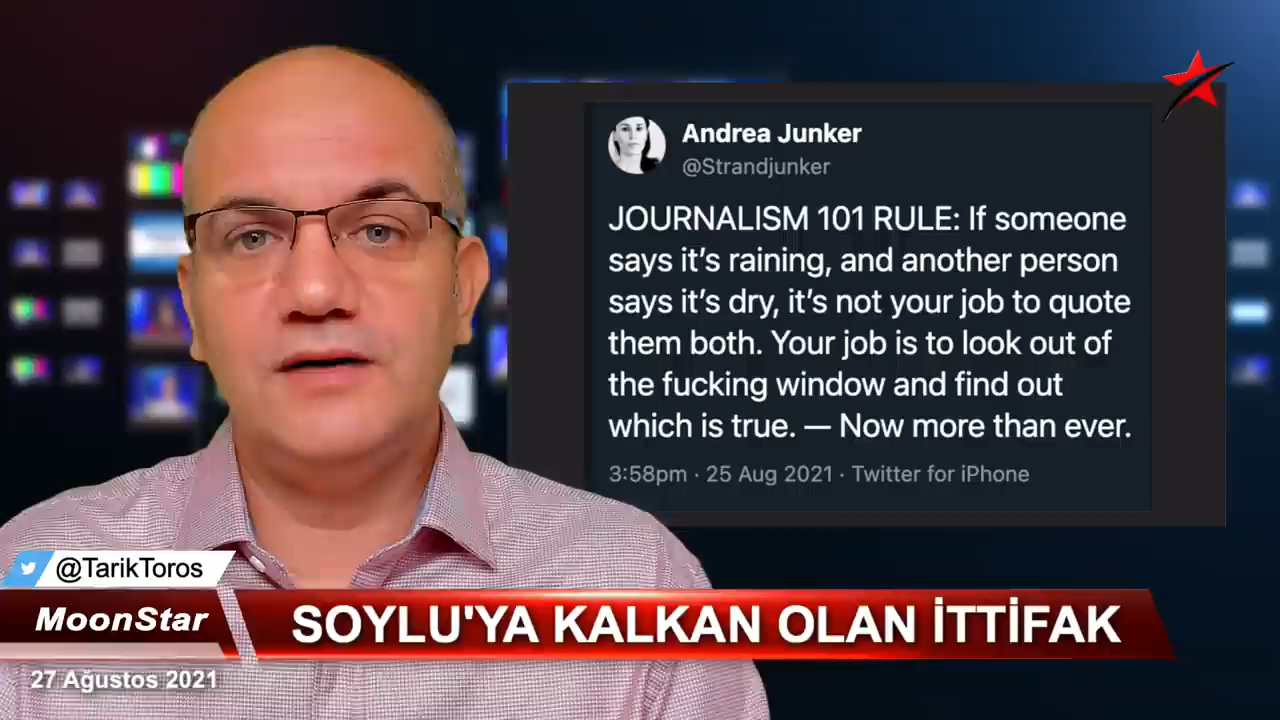 Andrea Junker
@Strandjunker
JOURNALISM 101 RULE: If someone
says it’s raining, and another person
says it’s dry, it’s not your job to quote
them both. Your job is to look out of
the fucking window and find out
which is true. — Now more than ever.
3:58pm · 25 Aug 2021 · Twitter for iPhone
@TarikToros
MoonStar
SOYLU'YA KALKAN OLAN İTTİFAK
27 Ağustos 2021